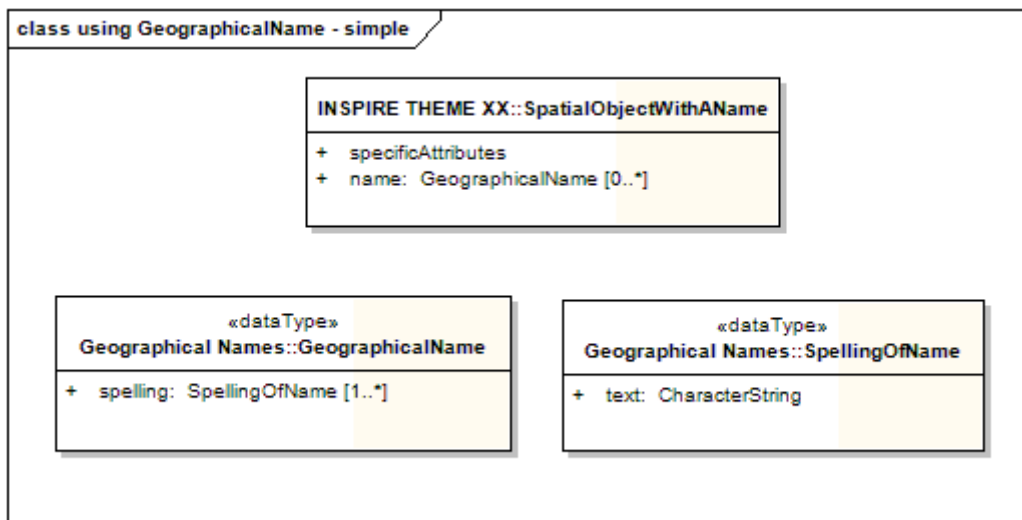 class using GeographicalName - simple
INSPIRE THEME XX::SpatialObjectWithAName
+ specificAttributes
+ name: GeographicalName [0..*]
«dataType»
Geographical Names::GeographicalName
+ spelling: SpellingOfName [1..*]
«dataType»
Geographical Names::SpellingOfName
+ text: CharacterString